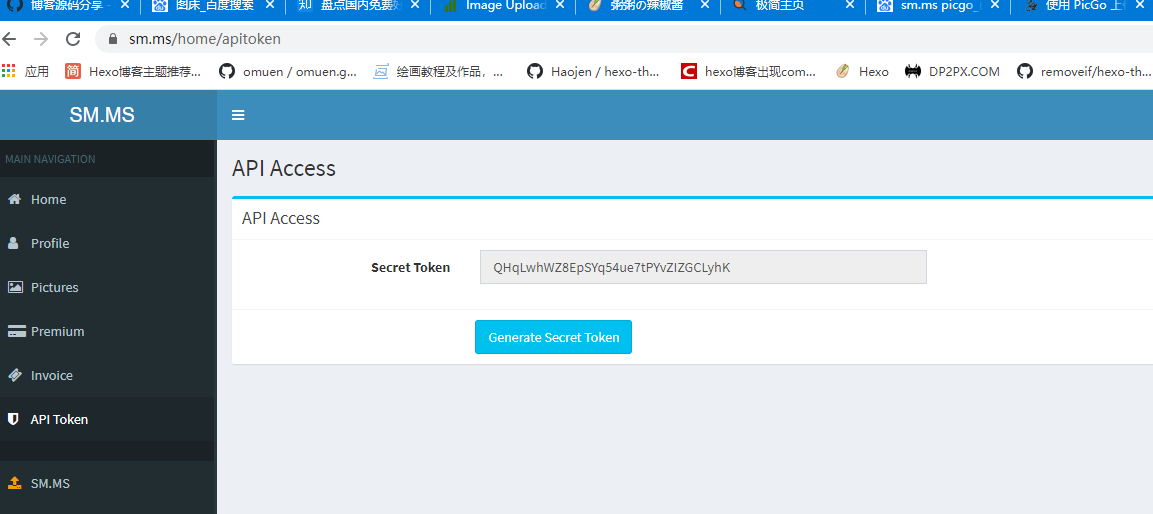 博客源码分享 -
图床_百度搜索
盘点国内免费
Image Upload
粥粥の辣椒酱
极简主页
sm.ms picgo_
使用 PicGo 上
sm.ms/home/apitoken
应用
Hexo博客主题推荐...
omuen / omuen.g...
绘画教程及作品，...
Haojen / hexo-th...
hexo博客出现com...
Hexo
DP2PX.COM
removeif/hexo-th...
SM.MS
MAIN NAVIGATION
API Access
Home
API Access
Profile
Secret Token
QHqLwhWZ8EpSYq54ue7tPYvZIZGCLyhK
Pictures
Premium
Generate Secret Token
Invoice
API Token
SM.MS